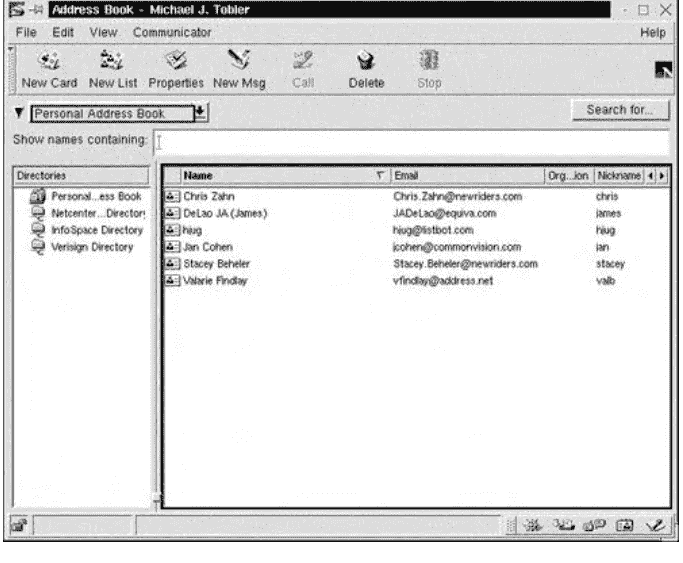 Address Book - Michael J. Tobler
File Edit View Communicator Help
New Card New List Properties New Msg Call Delete Stop
Personal Address Book Search for...
Show names containing:
Directories
Personal...ess Book
Netcenter...Director
InfoSpace Directory
Verisign Directory
Name Email Org...ion Nickname
Chris Zahn Chris.Zahn@newriders.com chris
DeLao JA (James) JADeLao@equiva.com james
hiug hiug@listbot.com hiug
Jan Cohen jcohen@commonvision.com jan
Stacey Beheler Stacey.Beheler@newriders.com stacey
Valarie Findlay vfindlay@address.net valb